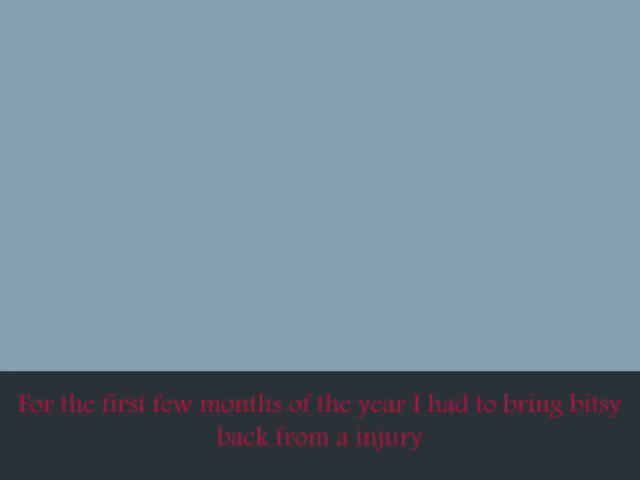 For the first few months of the year I had to bring bitsy
back from a injury